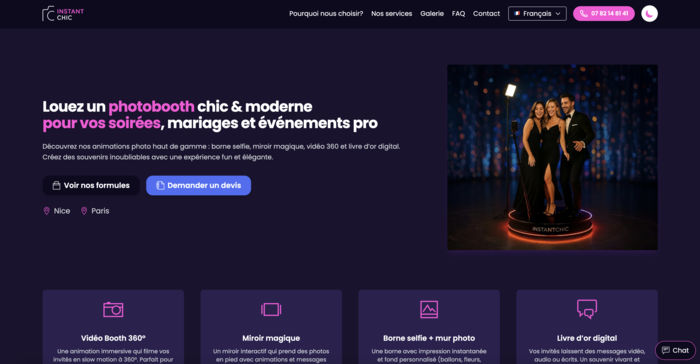 INSTANT
CHIC
Pourquoi nous choisir?
Nos services
Galerie
FAQ
Contact
Français
07 82 14 81 41
Louez un photobooth chic & moderne
pour vos soirées, mariages et événements pro
Découvrez nos animations photo haut de gamme : borne selfie, miroir magique, vidéo 360 et livre d'or digital.
Créez des souvenirs inoubliables avec une expérience fun et élégante.
Voir nos formules
Demander un devis
Nice
Paris
INSTANTCHIC
Vidéo Booth 360°
Une animation immersive qui filme vos
invités en slow motion à 360°. Parfait pour
Miroir magique
Un miroir interactif qui prend des photos
en pied avec animations et messages
Borne selfie + mur photo
Une borne avec impression instantanée
et fond personnalisé (ballons, fleurs,
Livre d'or digital
Vos invités laissent des messages vidéo,
audio ou écrits. Un souvenir vivant et
Chat